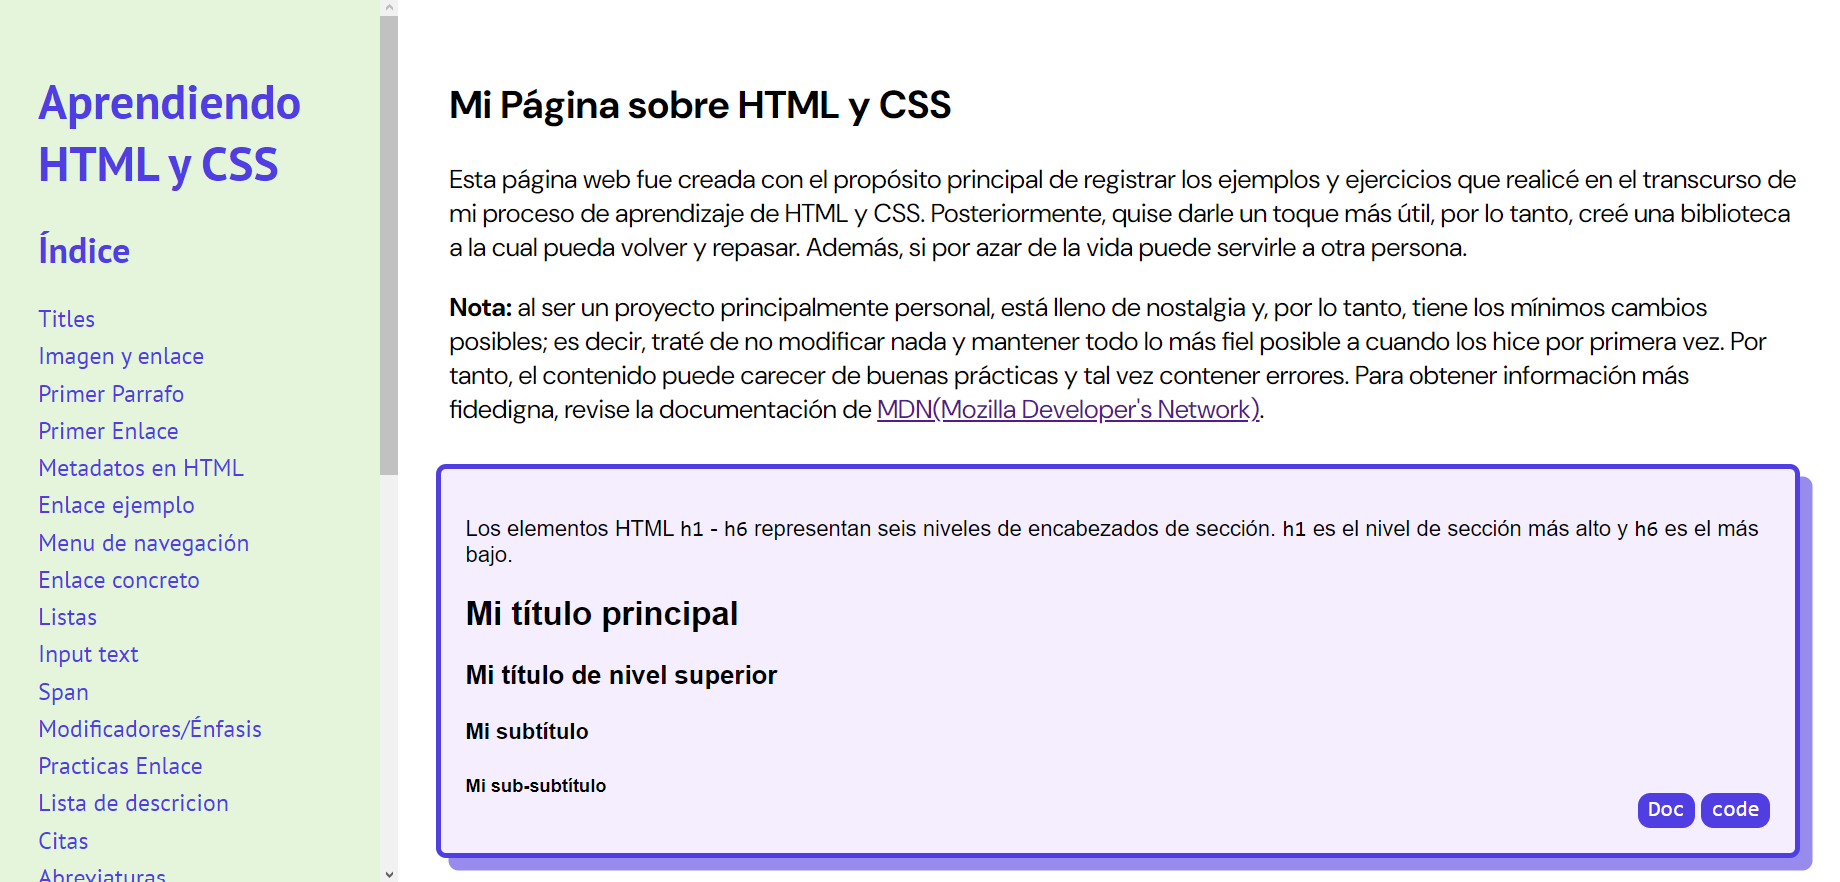 Aprendiendo
HTML y CSS
Índice
Titles
Imagen y enlace
Primer Parrafo
Primer Enlace
Metadatos en HTML
Enlace ejemplo
Menu de navegación
Enlace concreto
Listas
Input text
Span
Modificadores/Énfasis
Practicas Enlace
Lista de descricion
Citas
Abreviaturas
Mi Página sobre HTML y CSS
Esta página web fue creada con el propósito principal de registrar los ejemplos y ejercicios que realicé en el transcurso de
mi proceso de aprendizaje de HTML y CSS. Posteriormente, quise darle un toque más útil, por lo tanto, creé una biblioteca
a la cual pueda volver y repasar. Además, si por azar de la vida puede servirle a otra persona.
Nota: al ser un proyecto principalmente personal, está lleno de nostalgia y, por lo tanto, tiene los mínimos cambios
posibles; es decir, traté de no modificar nada y mantener todo lo más fiel posible a cuando los hice por primera vez. Por
tanto, el contenido puede carecer de buenas prácticas y tal vez contener errores. Para obtener información más
fidedigna, revise la documentación de MDN(Mozilla Developer's Network).
Los elementos HTML h1 - h6 representan seis niveles de encabezados de sección. h1 es el nivel de sección más alto y h6 es el más
bajo.
Mi título principal
Mi título de nivel superior
Mi subtítulo
Mi sub-subtítulo
Doc code